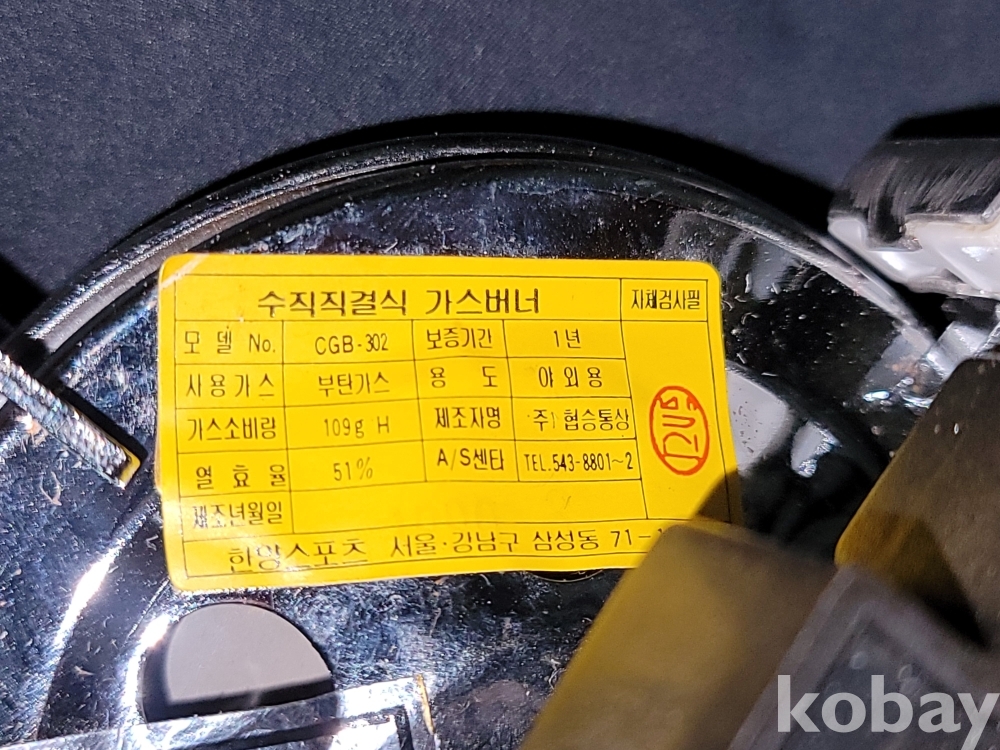 수직직결식 가스버너 자체검사필
모델 No. CGB-302 보증기간 1년
사용가스 부탄가스 용도 야외용
가스소비량 109g H 제조자명 주) 협승통상
열효율 51% A/S센타 TEL.543-8801~2
제조년월일
한양스포츠 서울·강남구 삼성동 71-
kobay